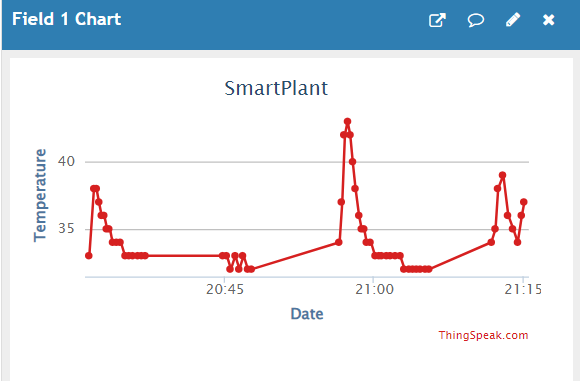 Field 1 Chart
SmartPlant
Temperature
40
35
20:45 21:00 21:15
Date
ThingSpeak.com